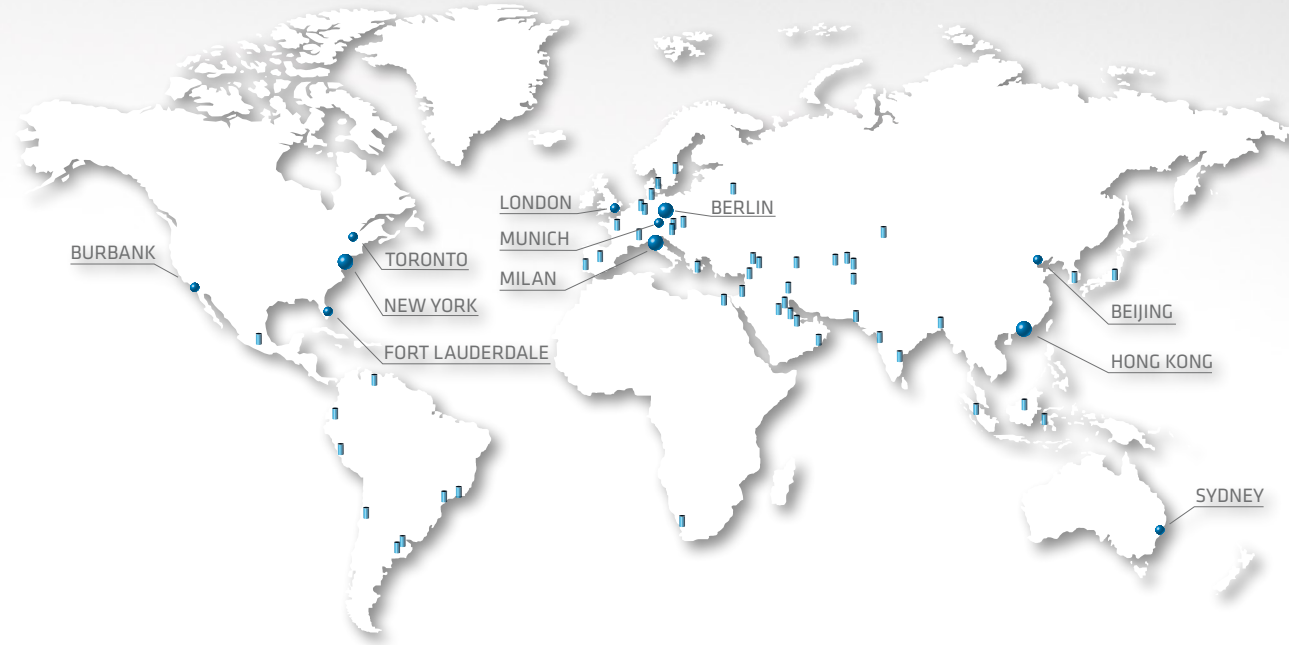 LONDON
BERLIN
MUNICH
BURBANK
TORONTO
MILAN
NEW YORK
BEIJING
FORT LAUDERDALE
HONG KONG
SYDNEY